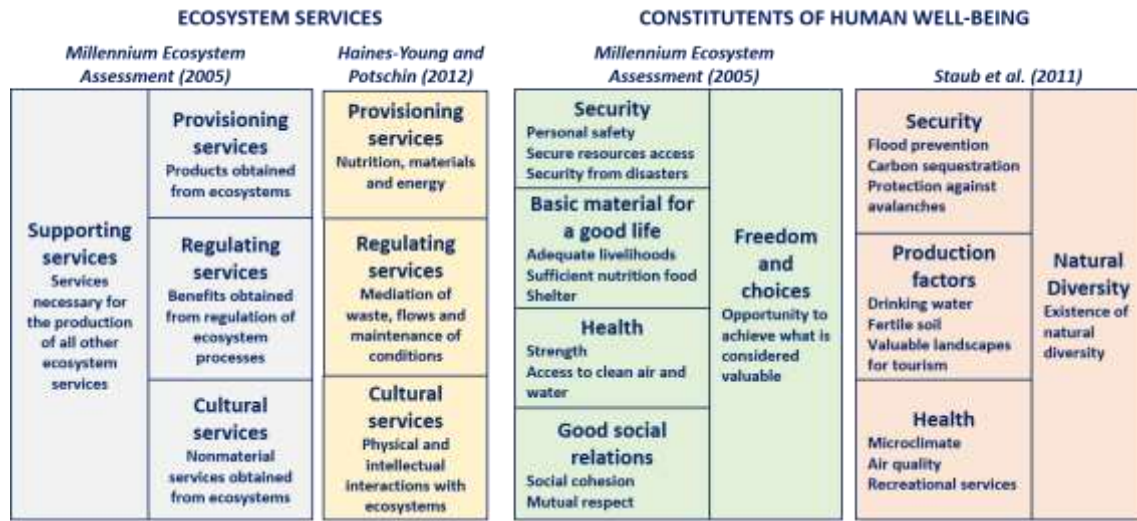 ECOSYSTEM SERVICES
CONSTITUTENTS OF HUMAN WELL-BEING
Millennium Ecosystem
Assessment (2005)
Haines-Young and
Potschin (2012)
Millennium Ecosystem
Assessment (2005)
Staub et al. (2011)
Supporting
services
Services
necessary for
the production
of all other
ecosystem
services
Provisioning
services
Products obtained
from ecosystems
Regulating
services
Benefits obtained
from regulation of
ecosystem
processes
Cultural
services
Nonmaterial
services obtained
from ecosystems
Provisioning
services
Nutrition, materials
and energy
Regulating
services
Mediation of
waste, flows and
maintenance of
conditions
Cultural
services
Physical and
intellectual
interactions with
ecosystems
Security
Personal safety
Secure resources access
Security from disasters
Basic material for
a good life
Adequate livelihoods
Sufficient nutrition food
Shelter
Health
Strength
Access to clean air and
water
Good social
relations
Social cohesion
Mutual respect
Freedom
and
choices
Opportunity to
achieve what is
considered
valuable
Security
Flood prevention
Carbon sequestration
Protection against
avalanches
Production
factors
Drinking water
Fertile soil
Valuable landscapes
for tourism
Health
Microclimate
Air quality
Recreational services
Natural
Diversity
Existence of
natural
diversity